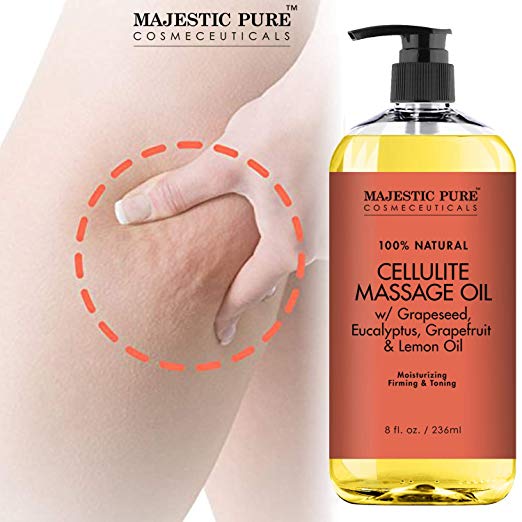 MAJESTIC PURE™
COSMECEUTICALS
MAJESTIC PURE™
COSMECEUTICALS
100% NATURAL
CELLULITE
MASSAGE OIL
w/ Grapeseed,
Eucalyptus, Grapefruit
& Lemon Oil
Moisturizing
Firming & Toning
8 fl. oz. / 236ml